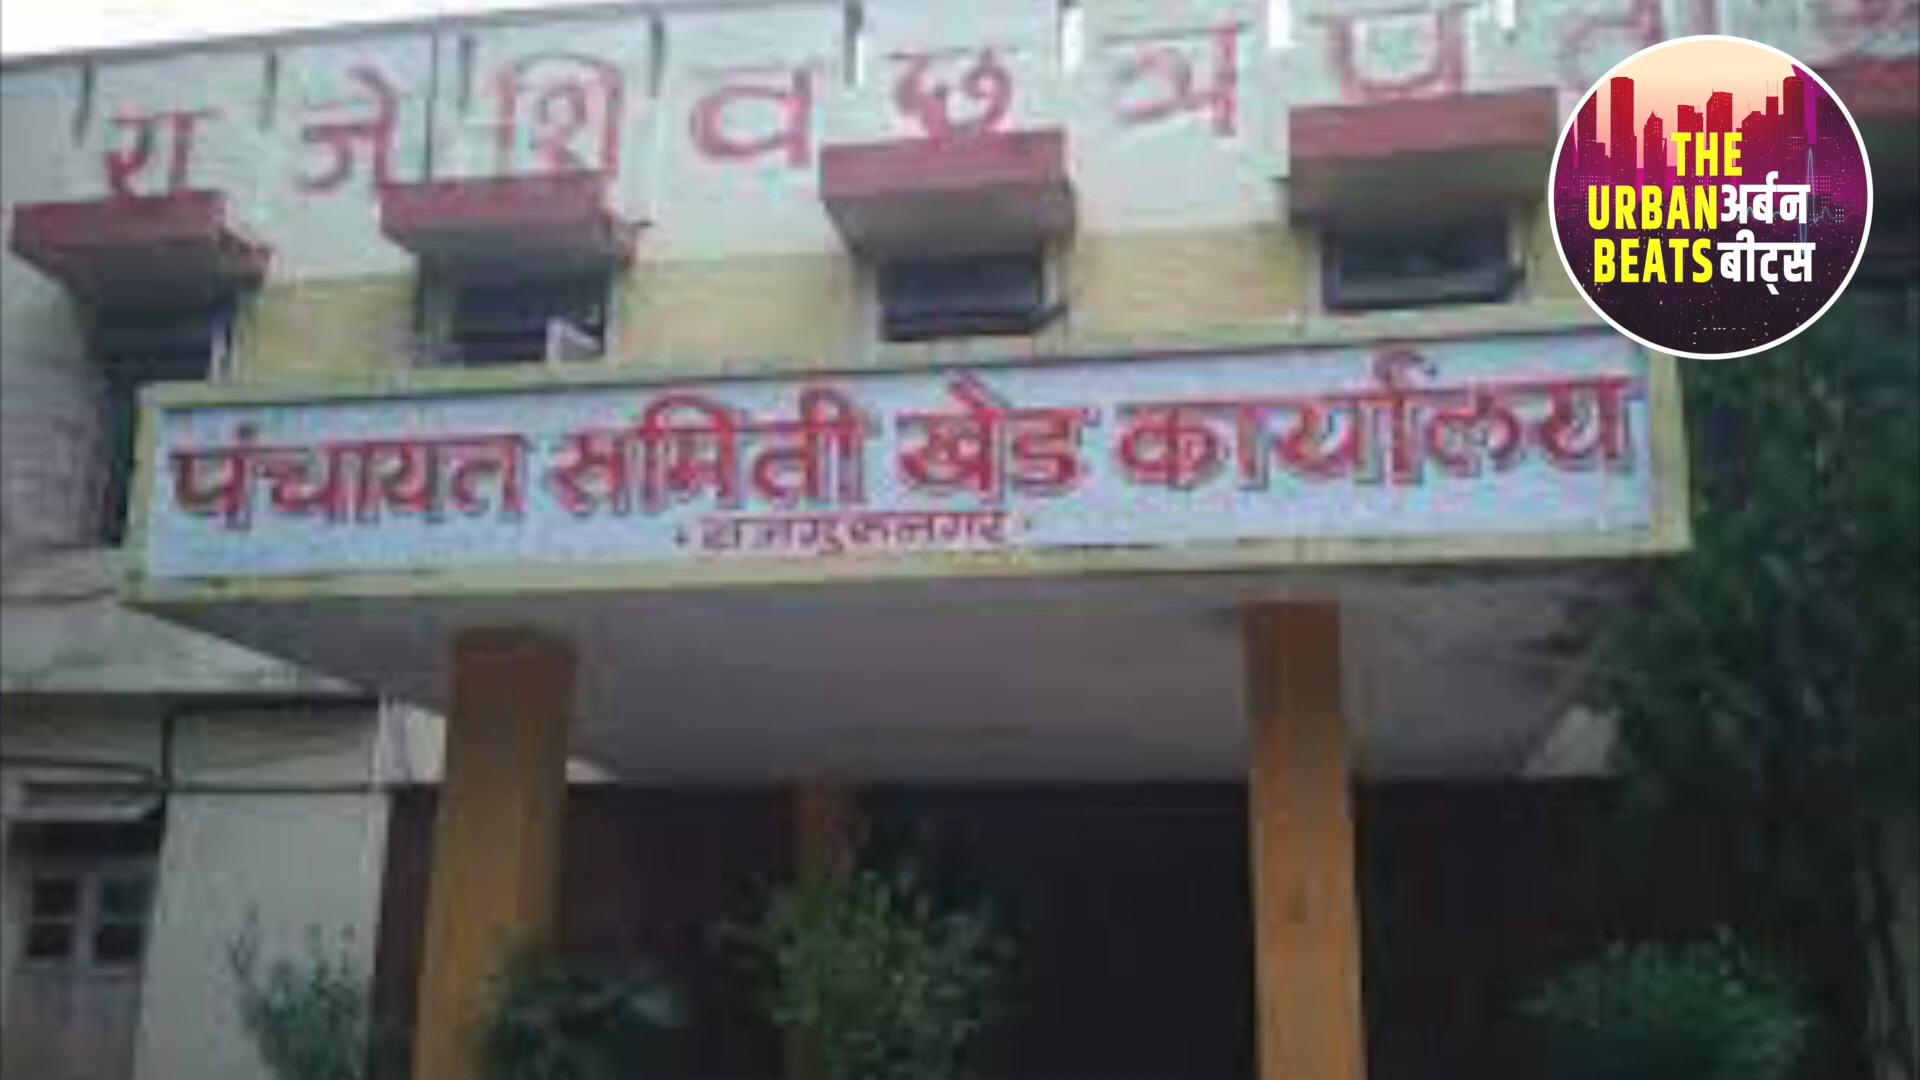 राजे शिवछत्रपती
THE
URBAN अर्बन
BEATS बीट्स
पंचायत समिती खेड कार्यालय
राजगुरुनगर